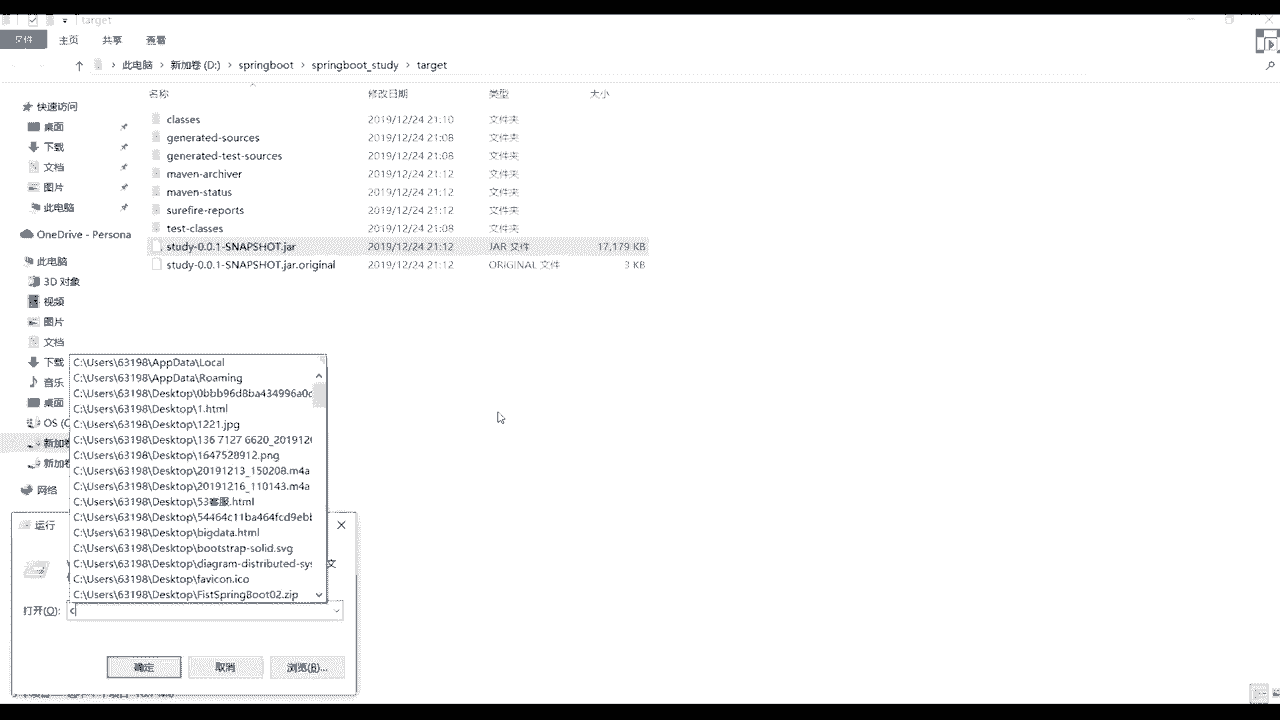 target
文件 主页 共享 查看
此电脑 › 新加卷 (D:) › springboot › springboot_study › target
名称 修改日期 类型 大小
快速访问
桌面
下载
文档
图片
此电脑
OneDrive - Persona
此电脑
3D 对象
视频
图片
文档
下载
音乐
桌面
OS (C
新加卷
新加卷
网络
classes 2019/12/24 21:10 文件夹
generated-sources 2019/12/24 21:08 文件夹
generated-test-sources 2019/12/24 21:08 文件夹
maven-archiver 2019/12/24 21:12 文件夹
maven-status 2019/12/24 21:12 文件夹
surefire-reports 2019/12/24 21:12 文件夹
test-classes 2019/12/24 21:08 文件夹
study-0.0.1-SNAPSHOT.jar 2019/12/24 21:12 JAR 文件 17,179 KB
study-0.0.1-SNAPSHOT.jar.original 2019/12/24 21:12 ORIGINAL 文件 3 KB
C:\Users\63198\AppData\Local
C:\Users\63198\AppData\Roaming
C:\Users\63198\Desktop\0bbb96d8ba434996a0c
C:\Users\63198\Desktop\1.html
C:\Users\63198\Desktop\1221.jpg
C:\Users\63198\Desktop\136 7127 6620_2019120
C:\Users\63198\Desktop\1647528912.png
C:\Users\63198\Desktop\20191213_150208.m4a
C:\Users\63198\Desktop\20191216_110143.m4a
C:\Users\63198\Desktop\53客服.html
C:\Users\63198\Desktop\54464c11ba464fcd9ebb
C:\Users\63198\Desktop\bigdata.html
C:\Users\63198\Desktop\bootstrap-solid.svg
C:\Users\63198\Desktop\diagram-distributed-sy
C:\Users\63198\Desktop\favicon.ico
C:\Users\63198\Desktop\FistSpringBoot02.zip
运行
文
打开(O): c
确定 取消 浏览(B)...